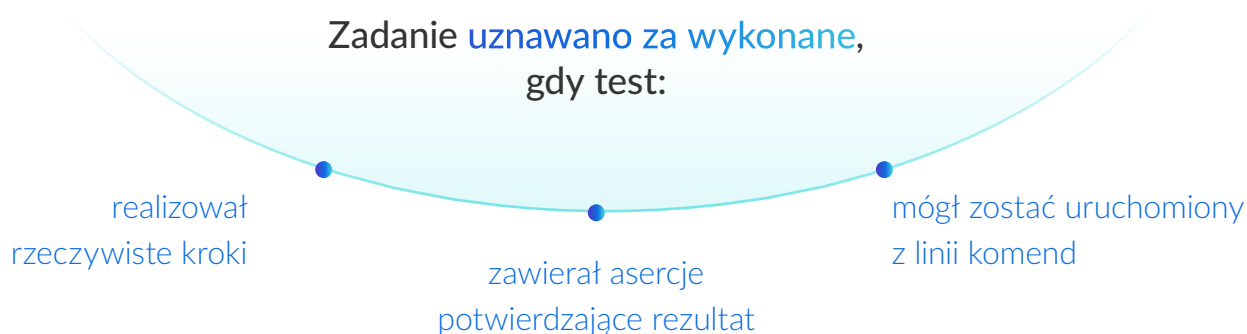 Zadanie uznawano za wykonane,
gdy test:
realizował
rzeczywiste kroki
zawierał asercje
potwierdzające rezultat
mógł zostać uruchomiony
z linii komend